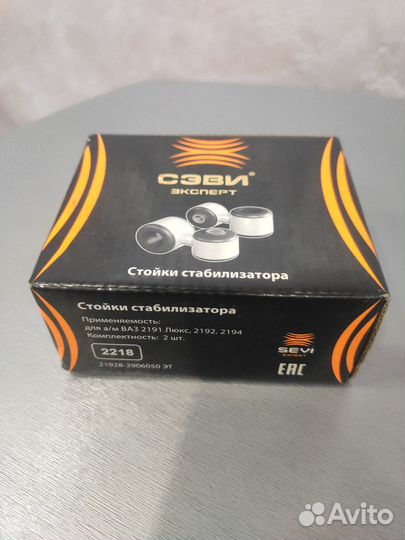 СЭВИ®
ЭКСПЕРТ
Стойки стабилизатора
Стойки стабилизатора
Применяемость:
для а/м ВАЗ 2191 Люкс, 2192, 2194
Комплектность: 2 шт.
2218
21928-2906050 ЭТ
SEVI
EXPERT
EAC
Avito